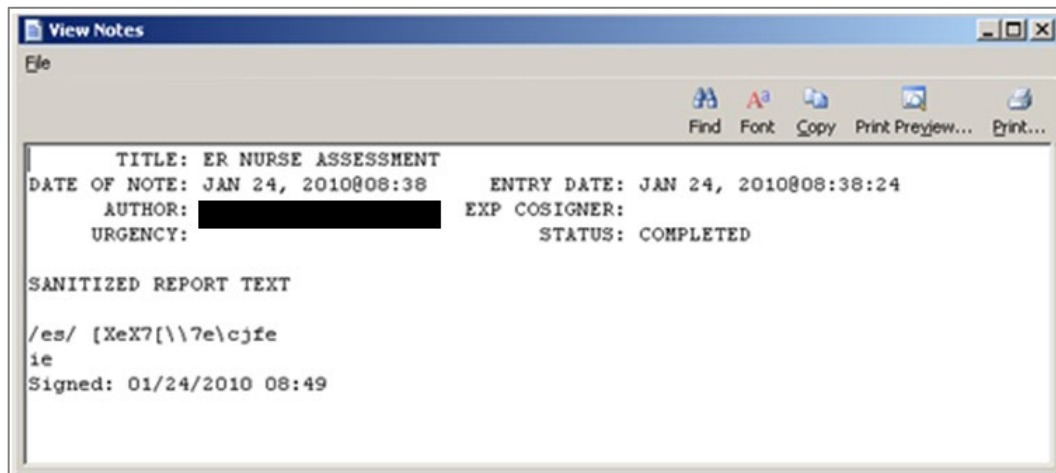 View Notes
File
Find Font Copy Print Preview... Print...
TITLE: ER NURSE ASSESSMENT
DATE OF NOTE: JAN 24, 2010@08:38 ENTRY DATE: JAN 24, 2010@08:38:24
AUTHOR: EXP COSIGNER:
URGENCY: STATUS: COMPLETED
SANITIZED REPORT TEXT
/es/ [XeX7[\\7e\cjfe
ie
Signed: 01/24/2010 08:49